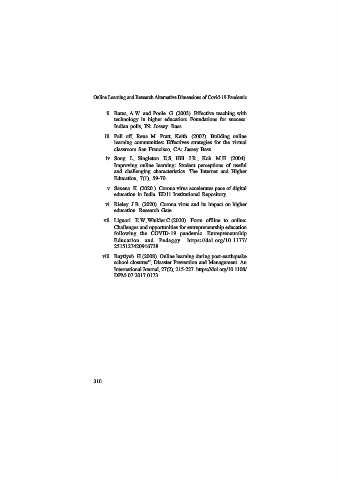 Online Learning and Research Alternative Dimensions of Covid-19 Pandemic
ii Bates, A W and Poole G (2003) Effective teaching with
technology in higher education: Foundations for success
Indian polis, IN: Jossey Bass
iii Pall off, Rena M Pratt, Keith (2007) Building online
learning communities: Effectives strategies for the virtual
classroom San Francisco, CA: Jassey Bass
iv Song L, Singleton E.S, Hill J.R., Koh M.H (2004)
Improving online learning: Student perceptions of useful
and challenging characteristics The Internet and Higher
Education, 7(1), 59-70
v Saxena K (2020) Corona virus accelerates pace of digital
education in India EDII Institutional Repository
vi Rieley J R (2020) Corona virus and its impact on higher
education Research Gate
vii Liguori E.W, Winkler C (2020) From offline to online:
Challenges and opportunities for entrepreneurship education
following the COVID-19 pandemic Entrepreneurship
Education and Pedagogy https://doi.org/10 1177/
2515127420916738
viii Baytiyeh H (2008) Online learning during post-earthquake
school closures", Disaster Prevention and Management An
International Journal, 27(2), 215-227 https://doi.org/10 1108/
DPM 07 2017 0173
310